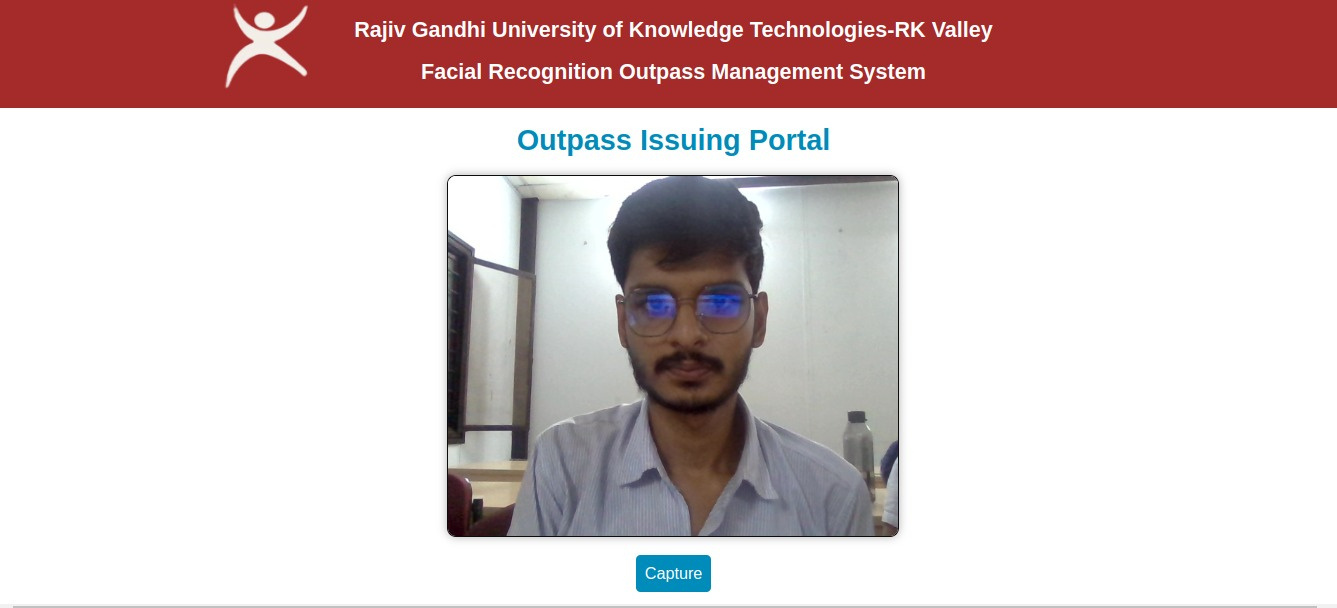 Rajiv Gandhi University of Knowledge Technologies-RK Valley
Facial Recognition Outpass Management System
Outpass Issuing Portal
Capture